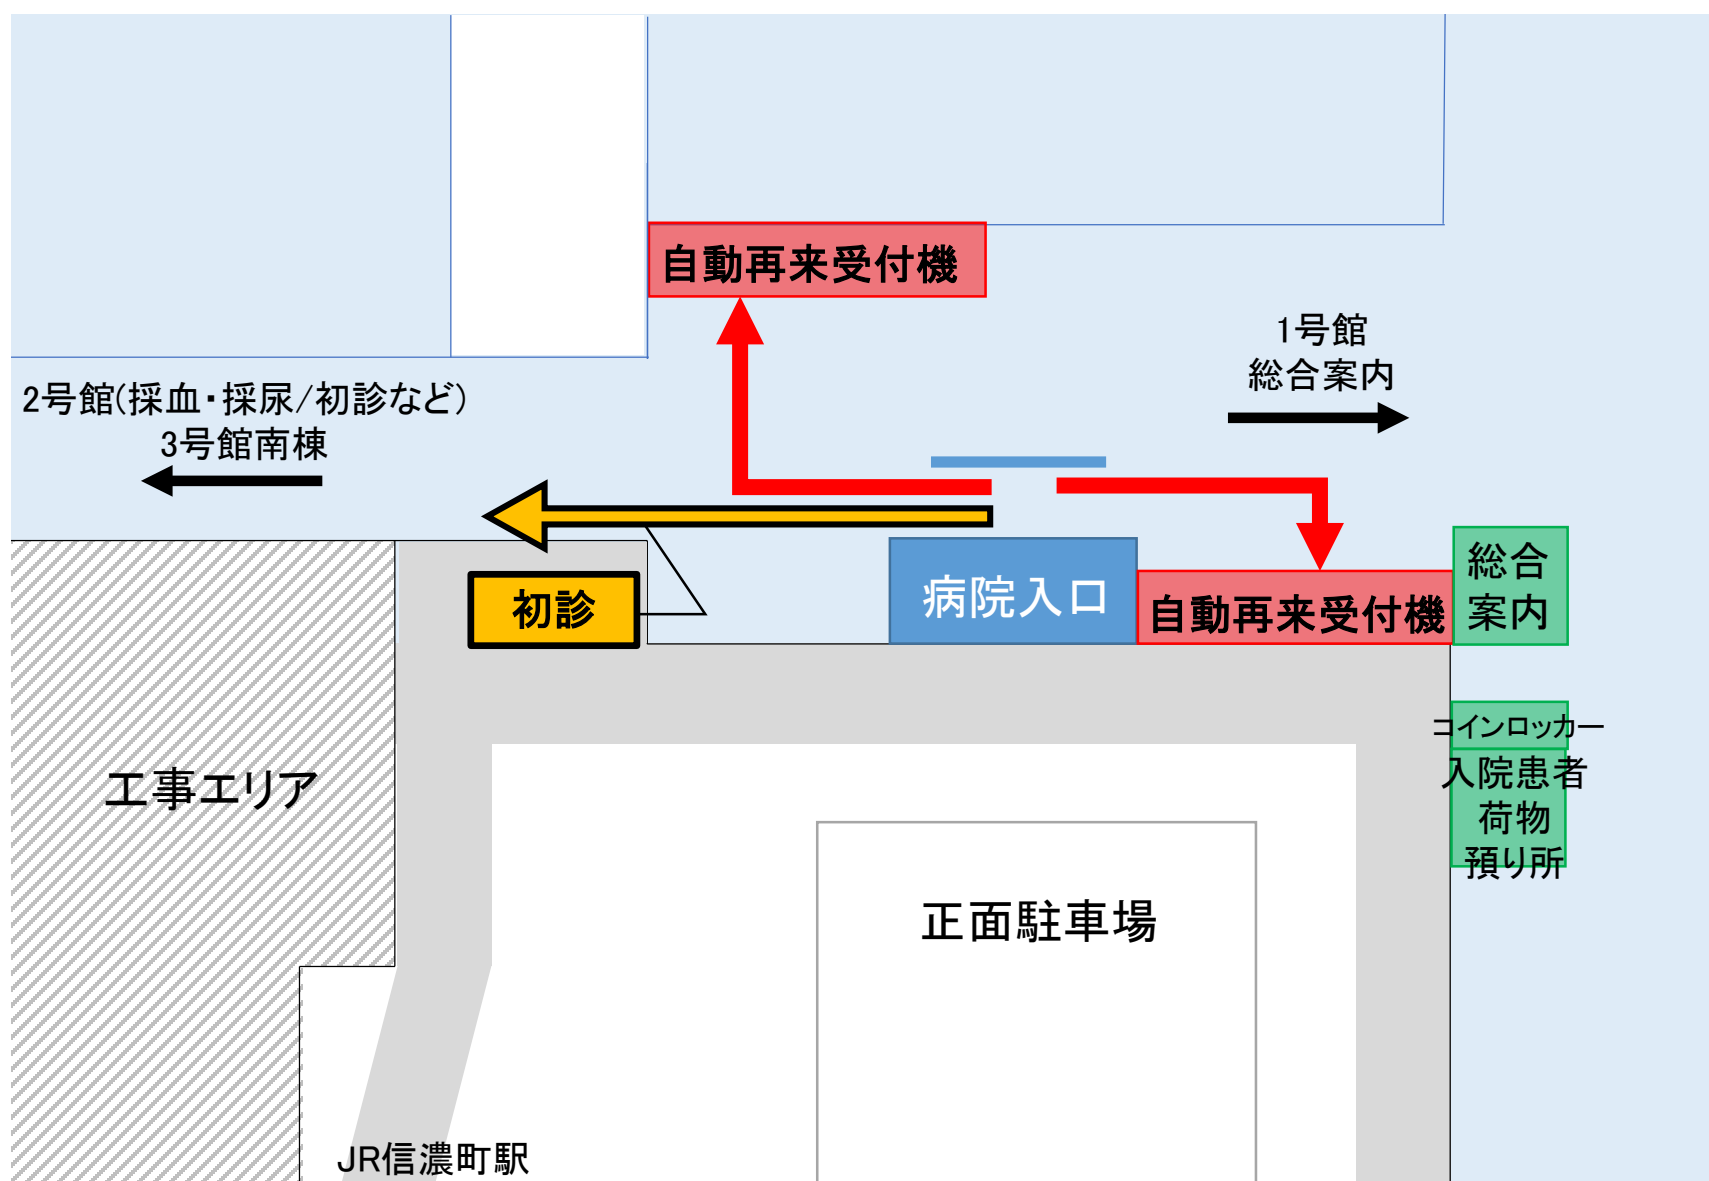 自動再来受付機
1号館
総合案内
2号館(採血・採尿/初診など)
3号館南棟
初診
病院入口
自動再来受付機
総合
案内
コインロッカー
入院患者
荷物
預り所
工事エリア
正面駐車場
JR信濃町駅